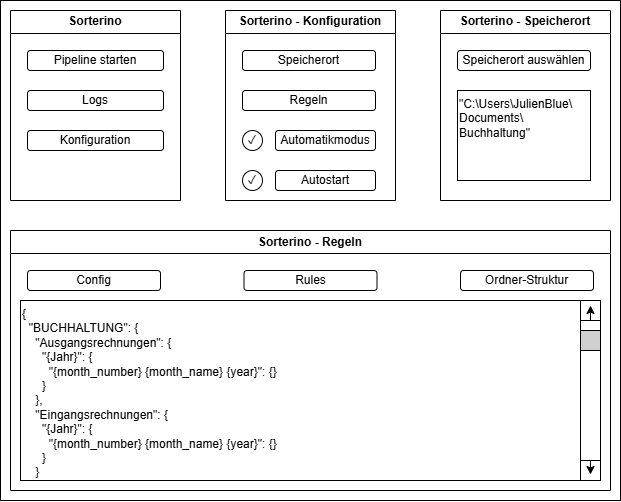 Sorterino
Pipeline starten
Logs
Konfiguration
Sorterino - Konfiguration
Speicherort
Regeln
Automatikmodus
Autostart
Sorterino - Speicherort
Speicherort auswählen
"C:\Users\JulienBlue\
Documents\
Buchhaltung"
Sorterino - Regeln
Config
Rules
Ordner-Struktur
{
"BUCHHALTUNG": {
"Ausgangsrechnungen": {
"{Jahr}": {
"{month_number} {month_name} {year}": {}
}
},
"Eingangsrechnungen": {
"{Jahr}": {
"{month_number} {month_name} {year}": {}
}
}